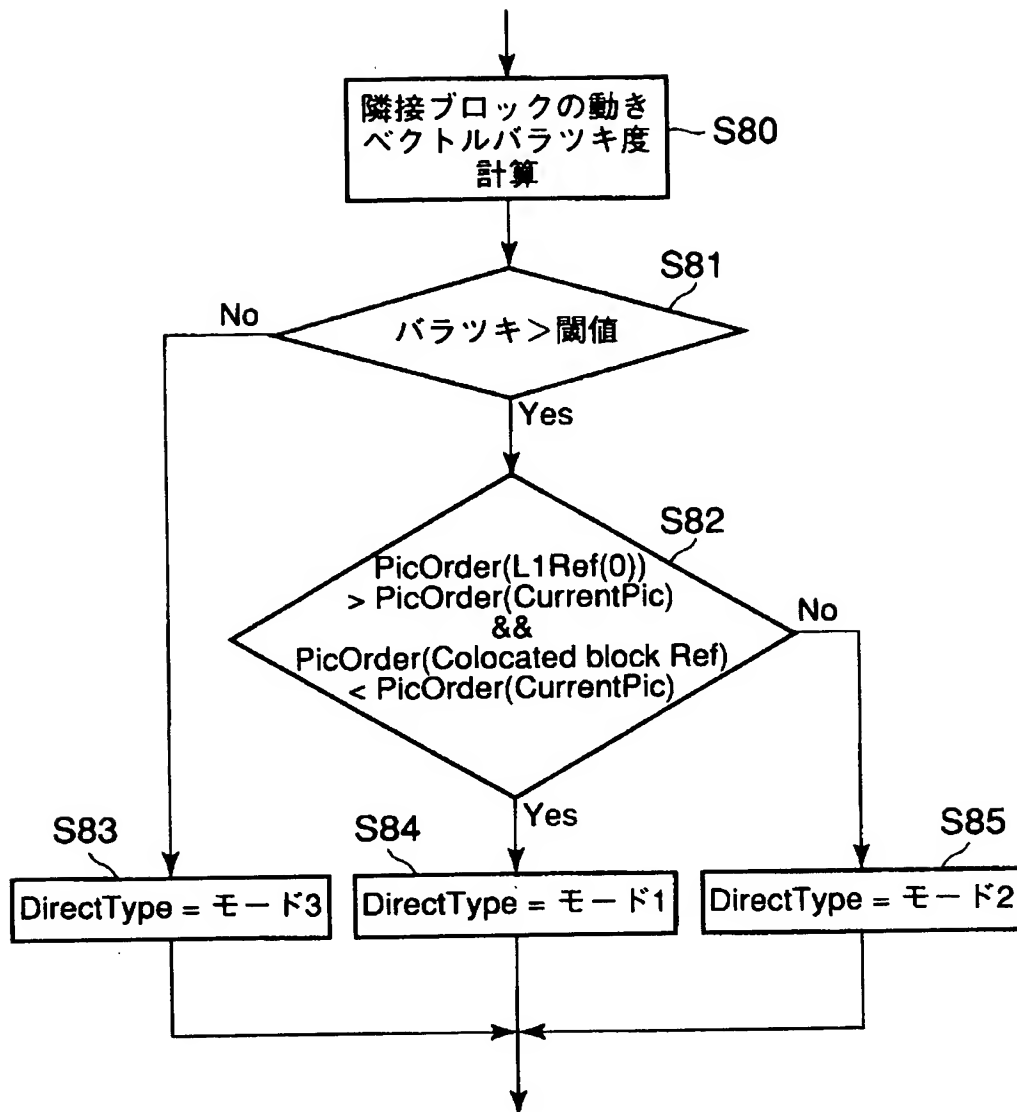 隣接ブロックの動き
ベクトルバラツキ度
計算
S80
S81
No
バラツキ>閾値
Yes
S82
PicOrder(L1Ref(0))
> PicOrder(CurrentPic)
&&
PicOrder(Colocated block Ref)
< PicOrder(CurrentPic)
No
Yes
S83
S84
S85
DirectType = モード3
DirectType = モード1
DirectType = モード2